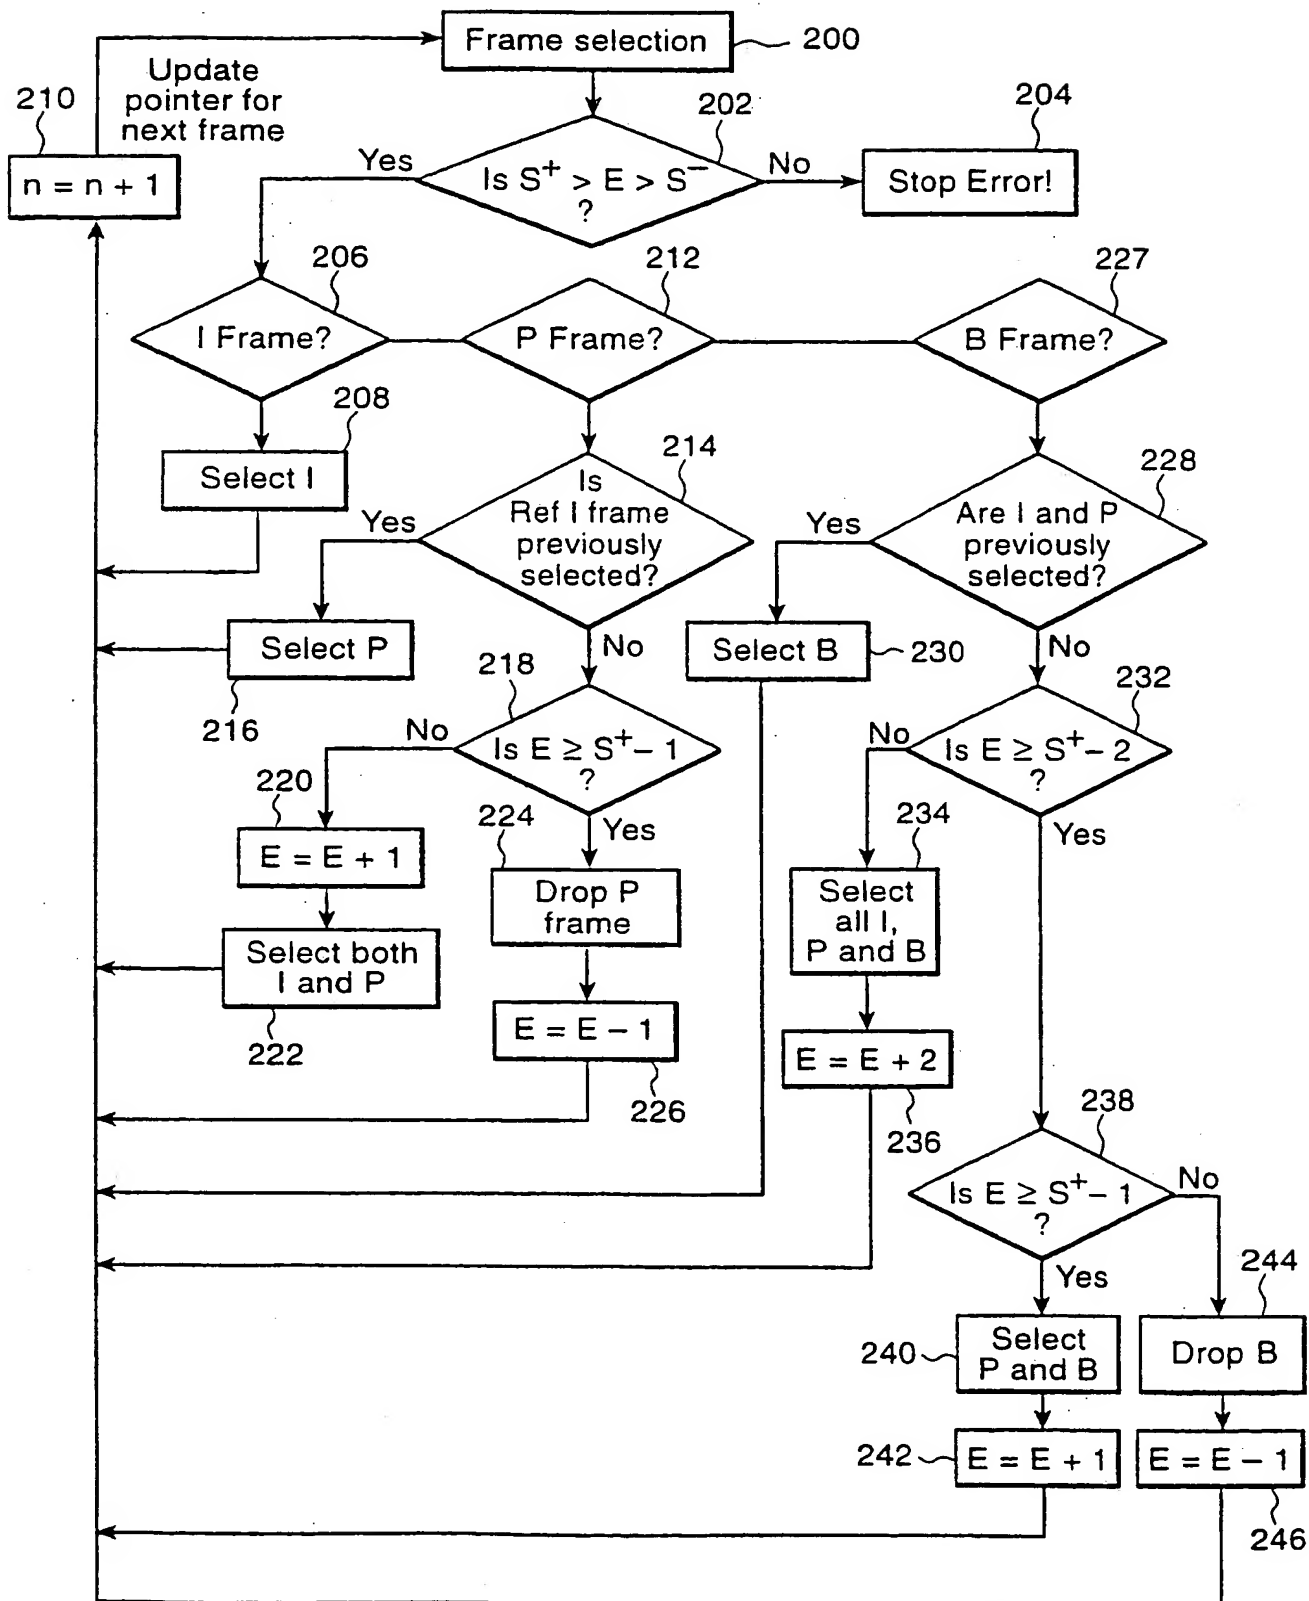 Frame selection
200
Update
pointer for
next frame
210
n = n + 1
202
204
Yes
Is S+ > E > S−
?
No
Stop Error!
206
212
227
I Frame?
P Frame?
B Frame?
208
Select I
214
Is
Ref I frame
previously
selected?
Yes
228
Are I and P
previously
selected?
Yes
Select P
216
No
Select B
230
No
218
Is E ≥ S+ − 1
?
No
Yes
232
Is E ≥ S+ − 2
?
No
Yes
220
E = E + 1
224
Drop P
frame
234
Select
all I,
P and B
Select both
I and P
222
E = E − 1
226
E = E + 2
236
238
Is E ≥ S+ − 1
?
No
Yes
244
240
Select
P and B
Drop B
242
E = E + 1
E = E − 1
246